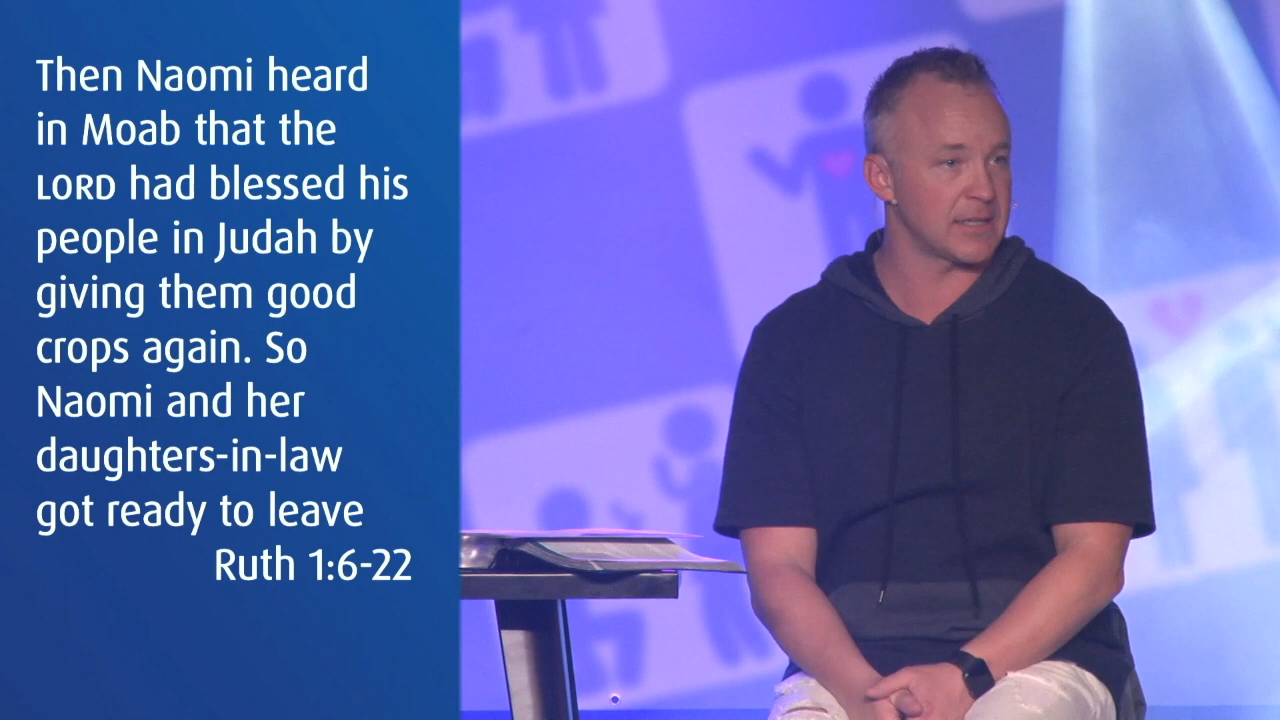 Then Naomi heard
in Moab that the
LORD had blessed his
people in Judah by
giving them good
crops again. So
Naomi and her
daughters-in-law
got ready to leave
Ruth 1:6-22